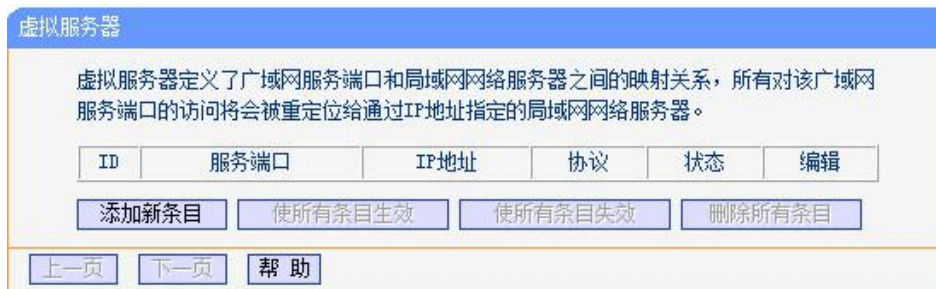 虚拟服务器
虚拟服务器定义了广域网服务端口和局域网网络服务器之间的映射关系，所有对该广域网
服务端口的访问将会被重定位给通过IP地址指定的局域网网络服务器。
ID 服务端口 IP地址 协议 状态 编辑
添加新条目 使所有条目生效 使所有条目失效 删除所有条目
上一页 下一页 帮 助